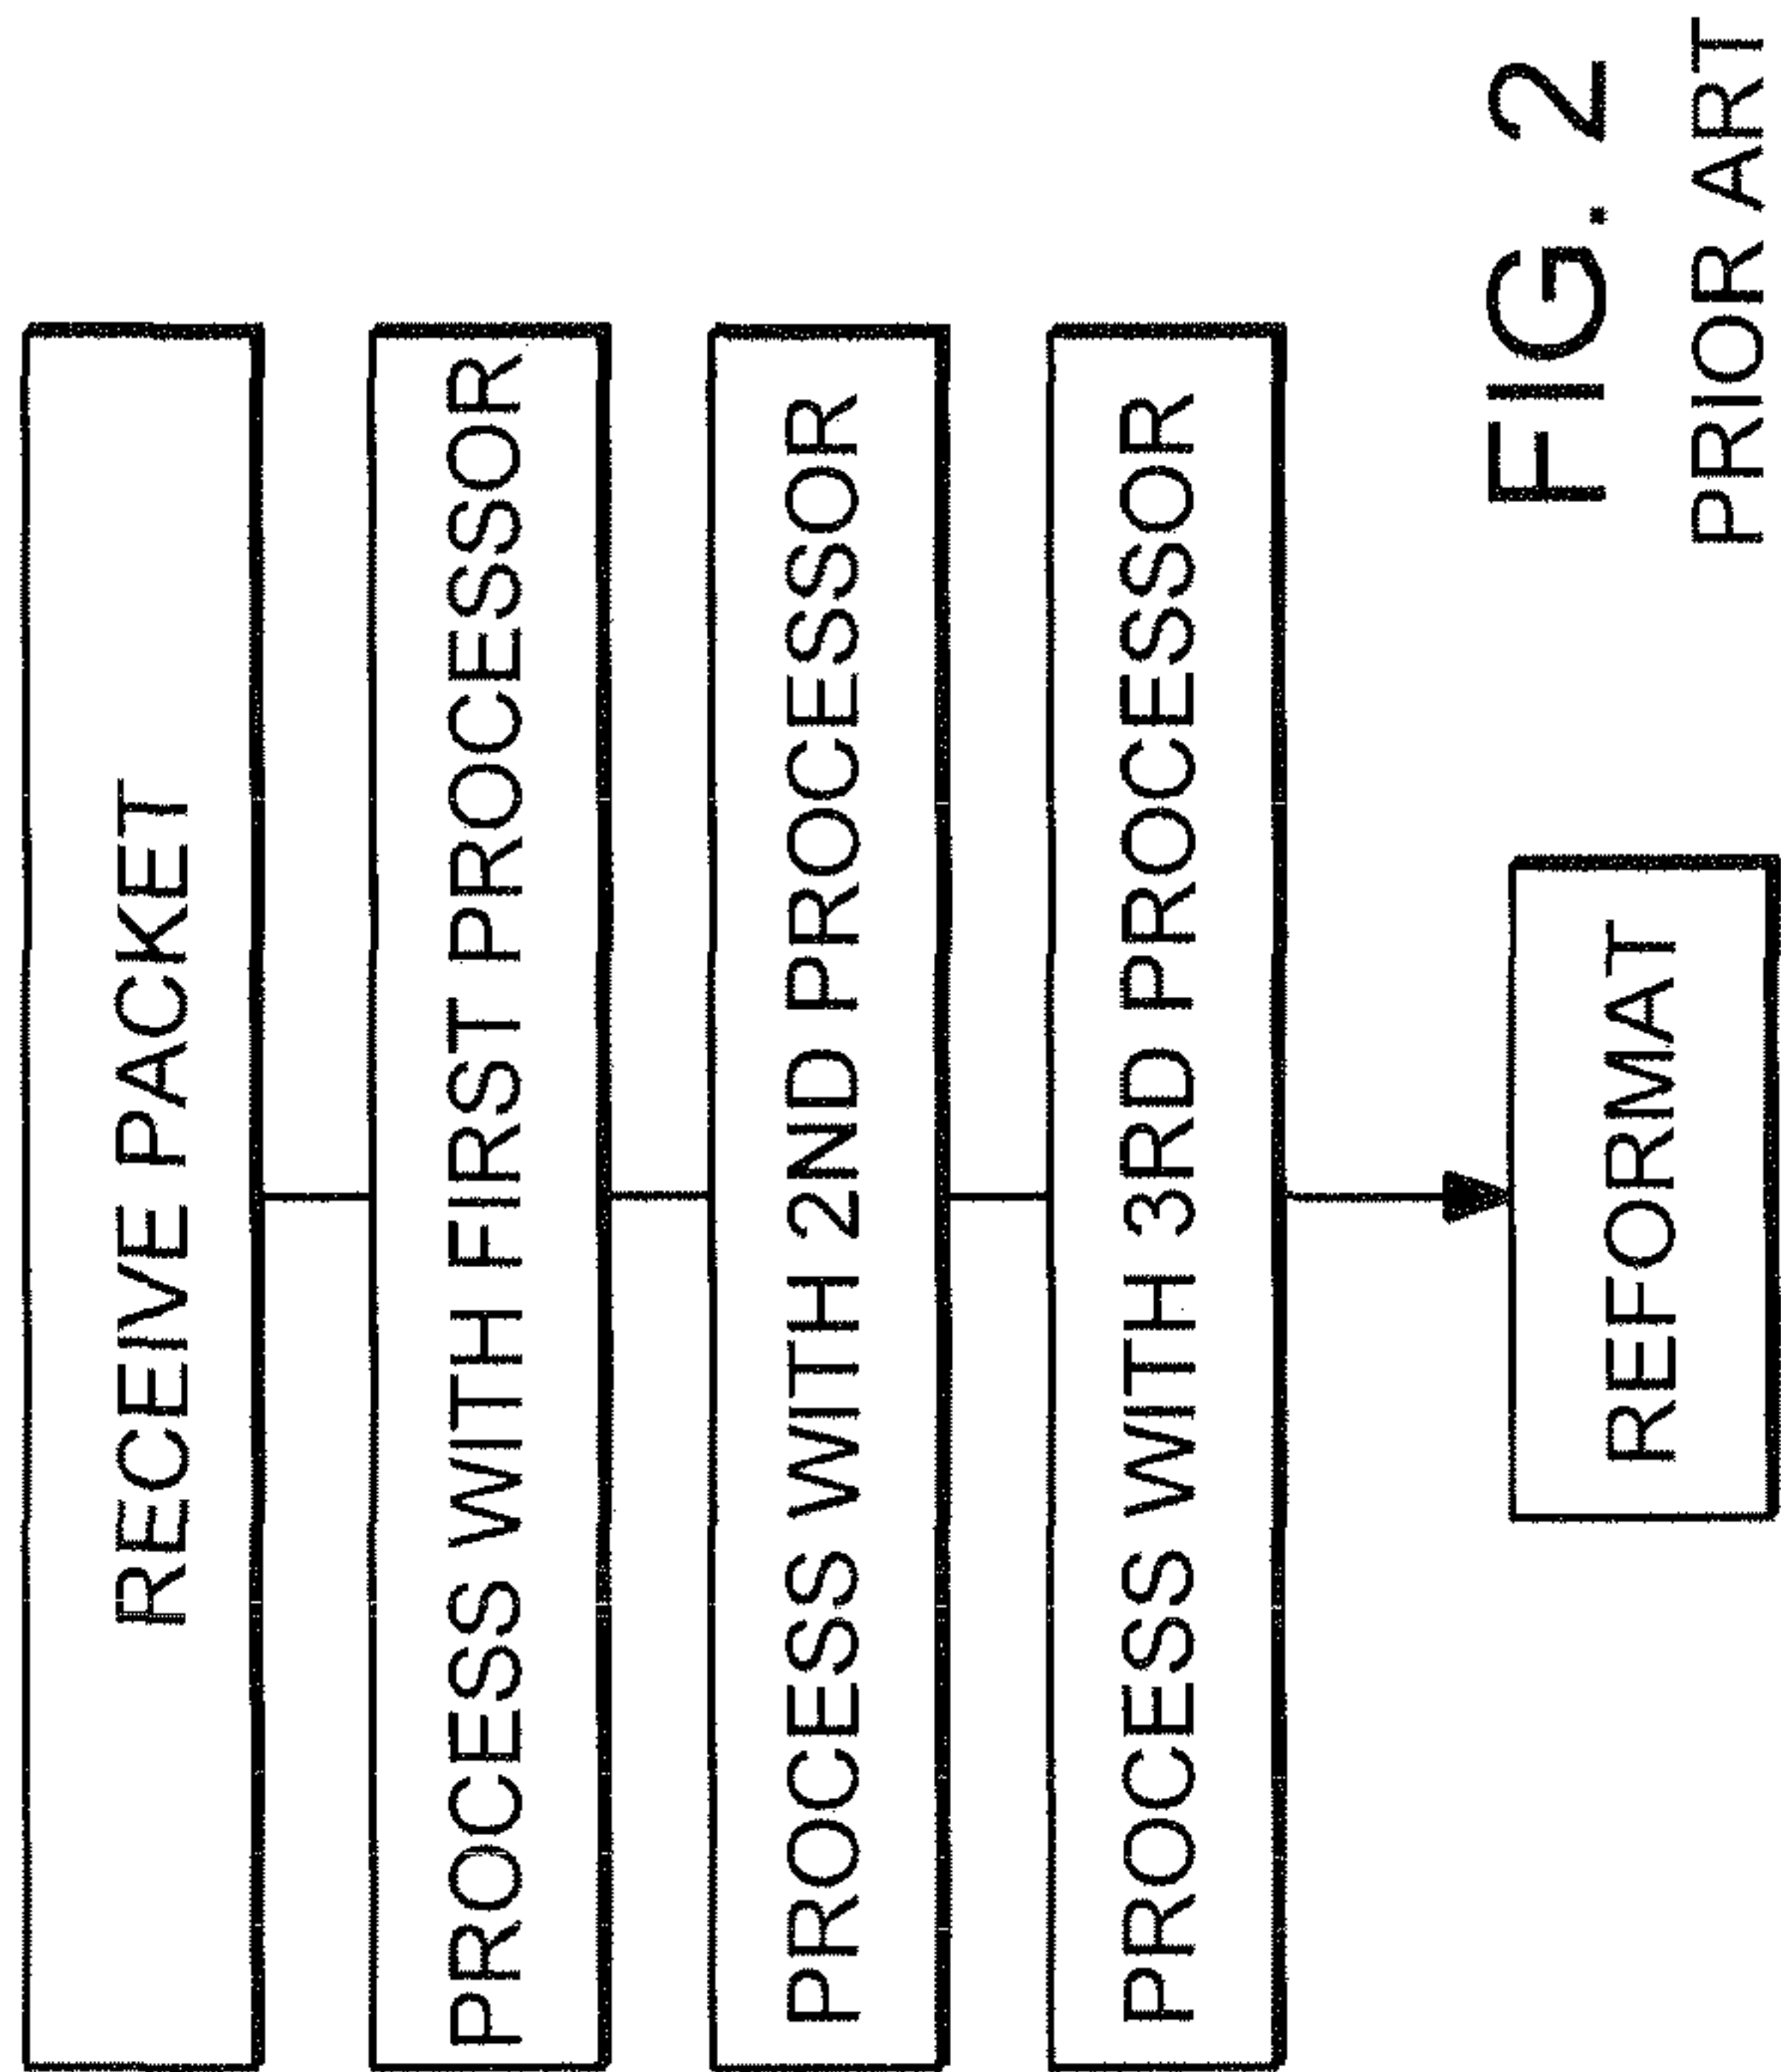 RECEIVE PACKET
PROCESS WITH FIRST PROCESSOR
PROCESS WITH 2ND PROCESSOR
PROCESS WITH 3RD PROCESSOR
REFORMAT
FIG. 2
PRIOR ART